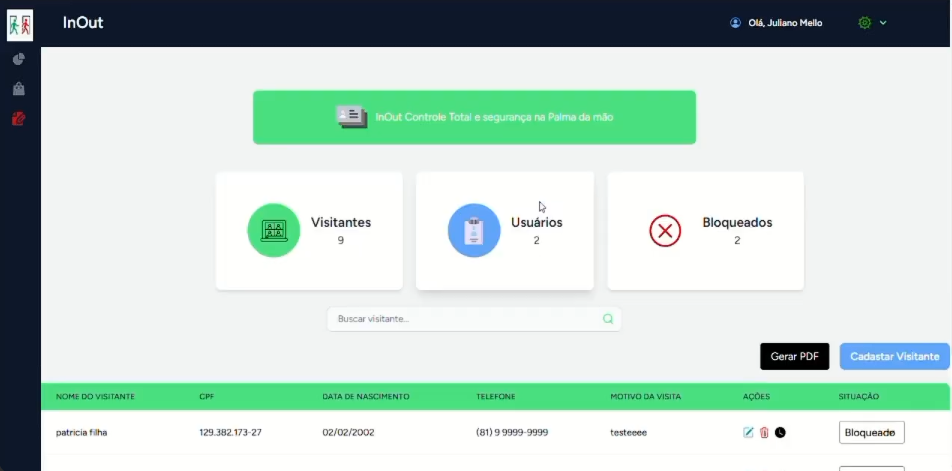 InOut
Olá, Juliano Mello
InOut Controle Total e segurança na Palma da mão
Visitantes
9
Usuários
2
Bloqueados
2
Buscar visitante...
Gerar PDF
Cadastar Visitante
NOME DO VISITANTE CPF DATA DE NASCIMENTO TELEFONE MOTIVO DA VISITA AÇÕES SITUAÇÃO
patricia filha 129.382.173-27 02/02/2002 (81) 9 9999-9999 testeeee Bloqueado